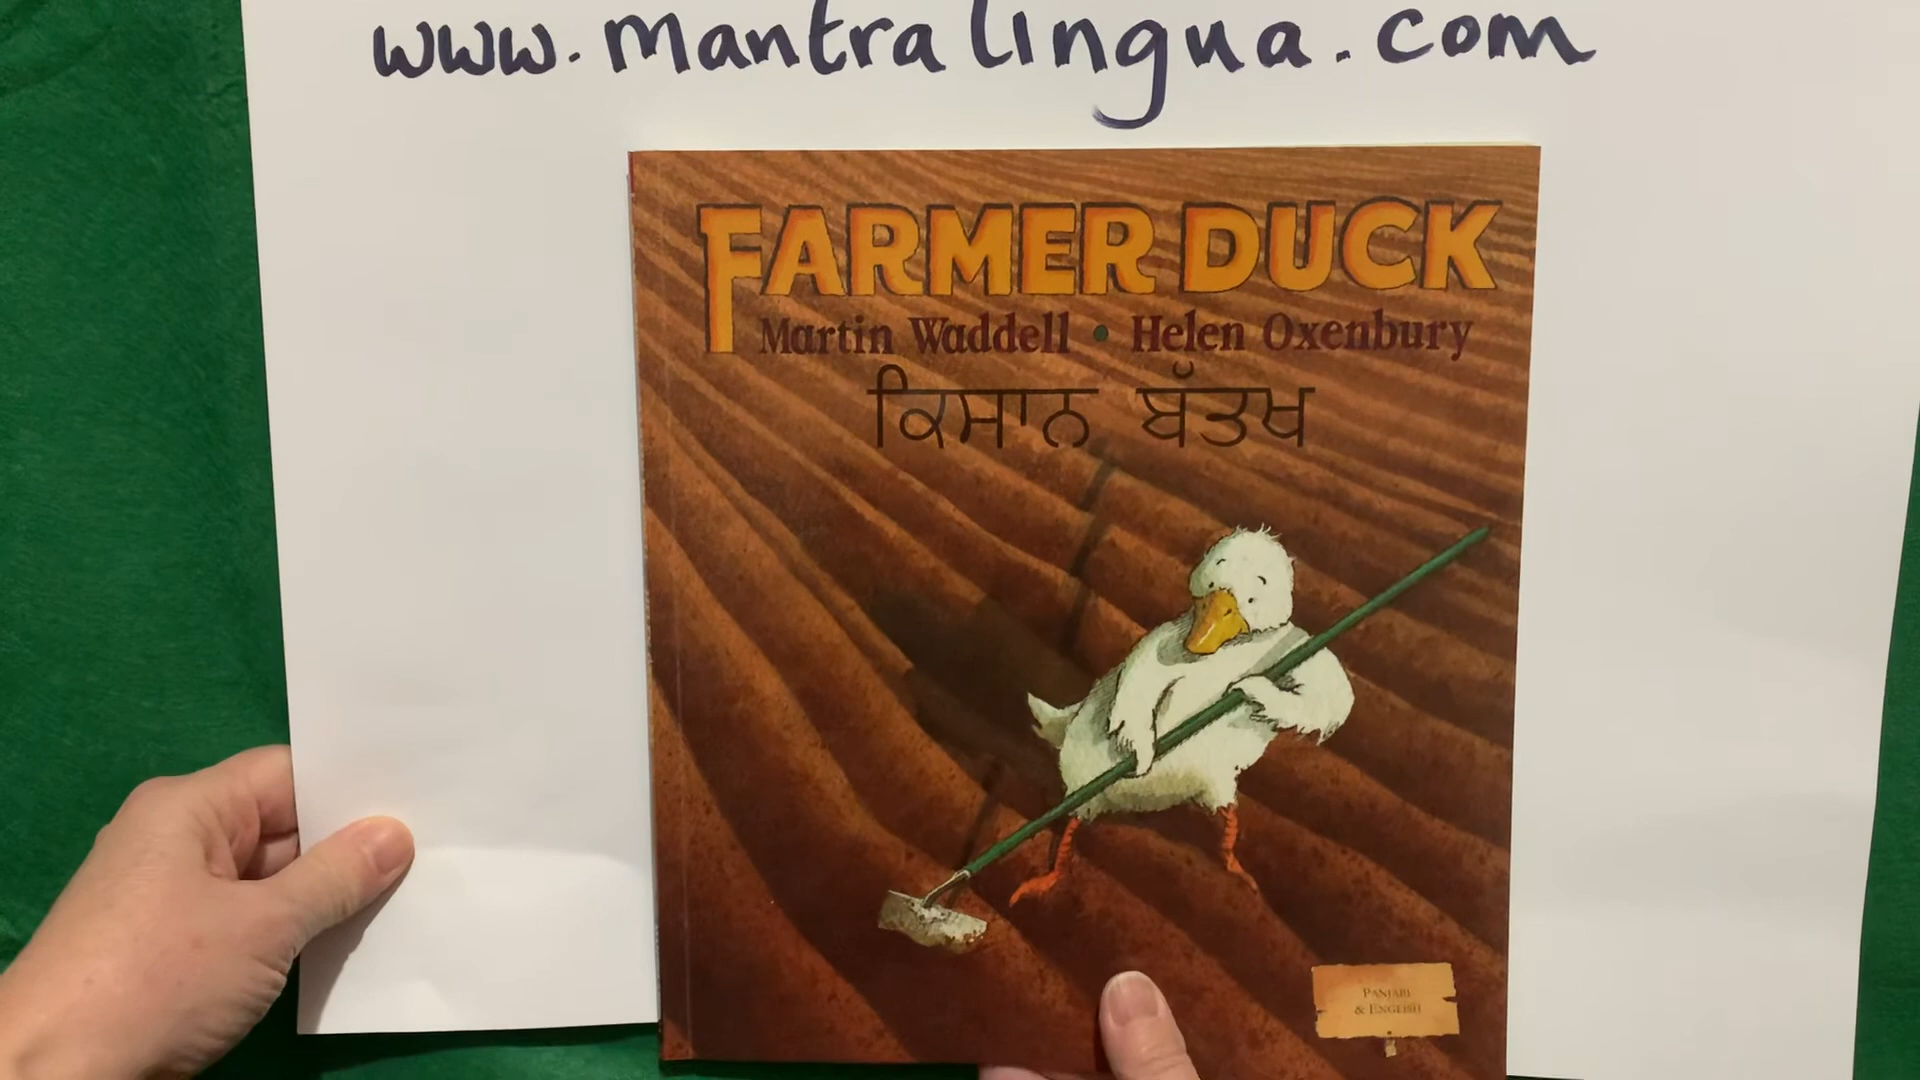 www.mantralingua.com
FARMER DUCK
Martin Waddell • Helen Oxenbury
ਕਿਸਾਨ ਬੱਤਖ
PANJABI
& ENGLISH